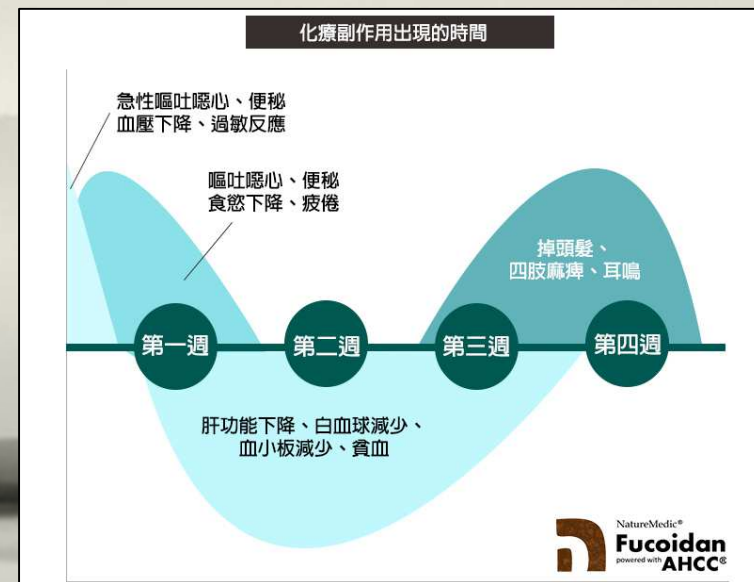 化療副作用出現的時間
急性嘔吐噁心、便秘
血壓下降、過敏反應
嘔吐噁心、便秘
食慾下降、疲倦
掉頭髮、
四肢麻痺、耳鳴
第一週
第二週
第三週
第四週
肝功能下降、白血球減少、
血小板減少、貧血
NatureMedic®
Fucoidan
powered with AHCC®